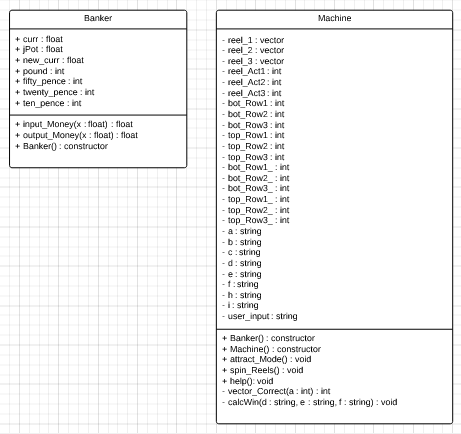 Banker
+ curr : float
+ jPot : float
+ new_curr : float
+ pound : int
+ fifty_pence : int
+ twenty_pence : int
+ ten_pence : int
+ input_Money(x : float) : float
+ output_Money(x : float) : float
+ Banker() : constructor
Machine
- reel_1 : vector
- reel_2 : vector
- reel_3 : vector
- reel_Act1 : int
- reel_Act2 : int
- reel_Act3 : int
- bot_Row1 : int
- bot_Row2 : int
- bot_Row3 : int
- top_Row1 : int
- top_Row2 : int
- top_Row3 : int
- bot_Row1_ : int
- bot_Row2_ : int
- bot_Row3_ : int
- top_Row1_ : int
- top_Row2_ : int
- top_Row3_ : int
- a : string
- b : string
- c : string
- d : string
- e : string
- f : string
- h : string
- i : string
- user_input : string
+ Banker() : constructor
+ Machine() : constructor
+ attract_Mode() : void
+ spin_Reels() : void
+ help(): void
- vector_Correct(a : int) : int
- calcWin(d : string, e : string, f : string) : void